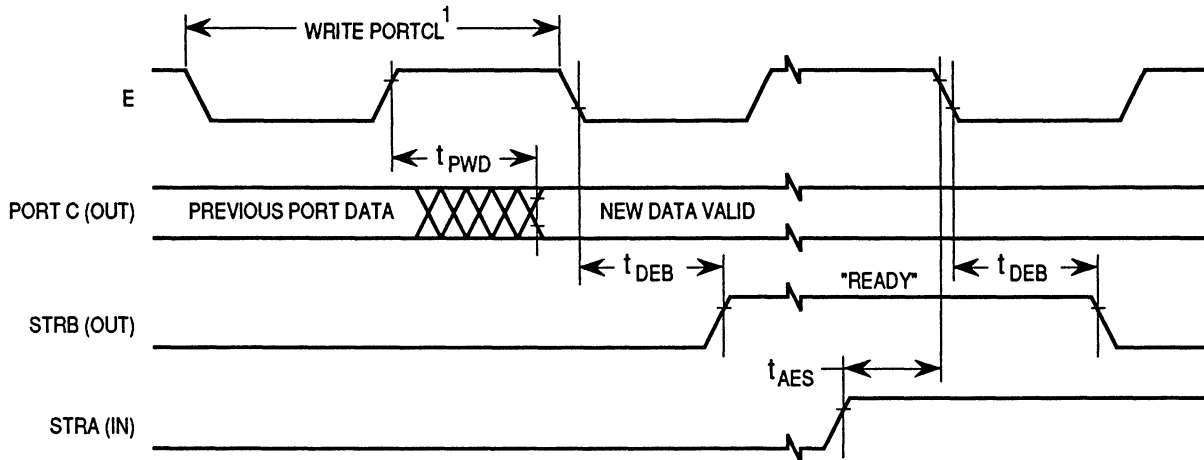 WRITE PORTCL1
E
tPWD
PORT C (OUT)
PREVIOUS PORT DATA
NEW DATA VALID
tDEB
"READY"
tDEB
STRB (OUT)
tAES
STRA (IN)